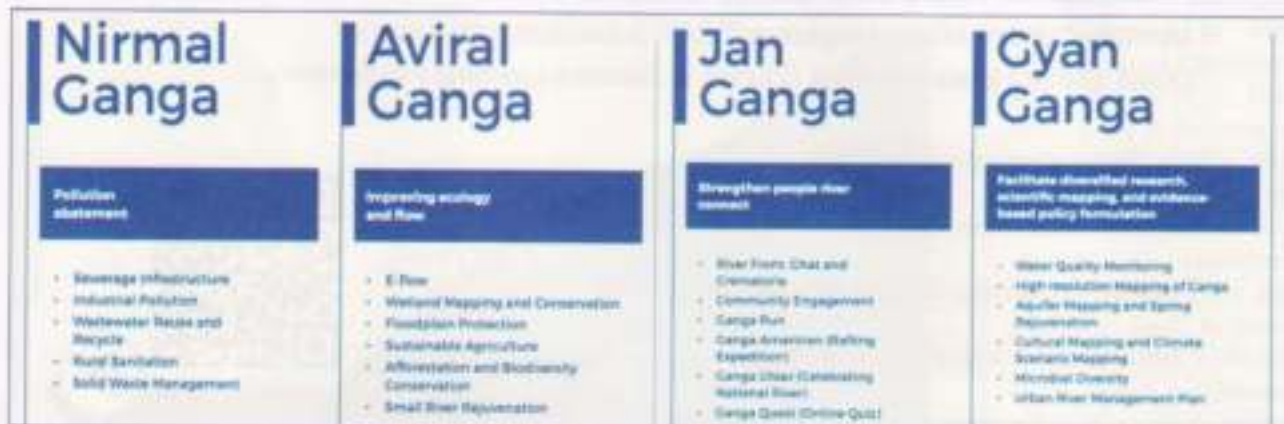 Nirmal
Ganga
Pollution
abatement
• Sewerage Infrastructure
• Industrial Pollution
• Wastewater Reuse and
Recycle
• Rural Sanitation
• Solid Waste Management
Aviral
Ganga
Improving ecology
and flow
• E-flow
• Wetland Mapping and Conservation
• Floodplain Protection
• Sustainable Agriculture
• Afforestation and Biodiversity
Conservation
• Small River Rejuvenation
Jan
Ganga
Strengthen people river
connect
• River Front: Ghat and
Crematoria
• Community Engagement
• Ganga Run
• Ganga (Rafting
Expedition)
• Ganga Utsav (Celebrating
National River)
• Ganga Quest (Online Quiz)
Gyan
Ganga
Facilitate diversified research,
scientific mapping, and evidence-
based policy formulation
• Water Quality Monitoring
• High resolution Mapping of Ganga
• Aquifer Mapping and Spring
Rejuvenation
• Cultural Mapping and Climate
Scenario Mapping
• Microbial Diversity
• Urban River Management Plan